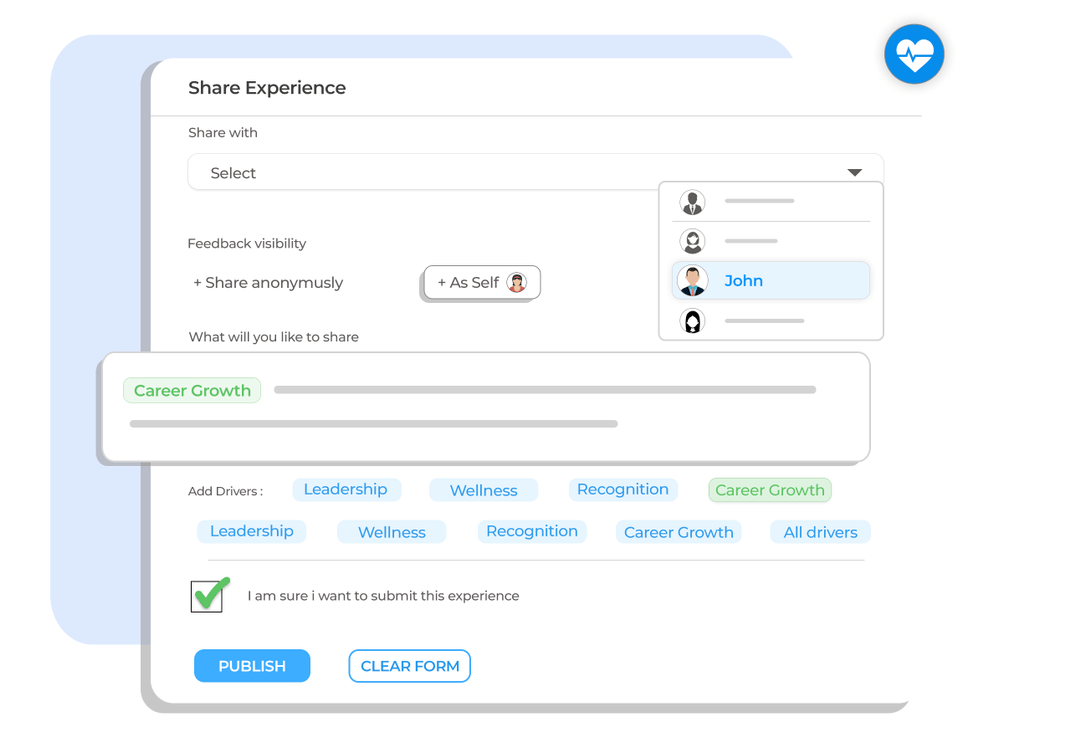 Share Experience
Share with
Select
John
Feedback visibility
+ Share anonymusly
+ As Self
What will you like to share
Career Growth
Add Drivers : Leadership Wellness Recognition Career Growth
Leadership Wellness Recognition Career Growth All drivers
I am sure i want to submit this experience
PUBLISH CLEAR FORM